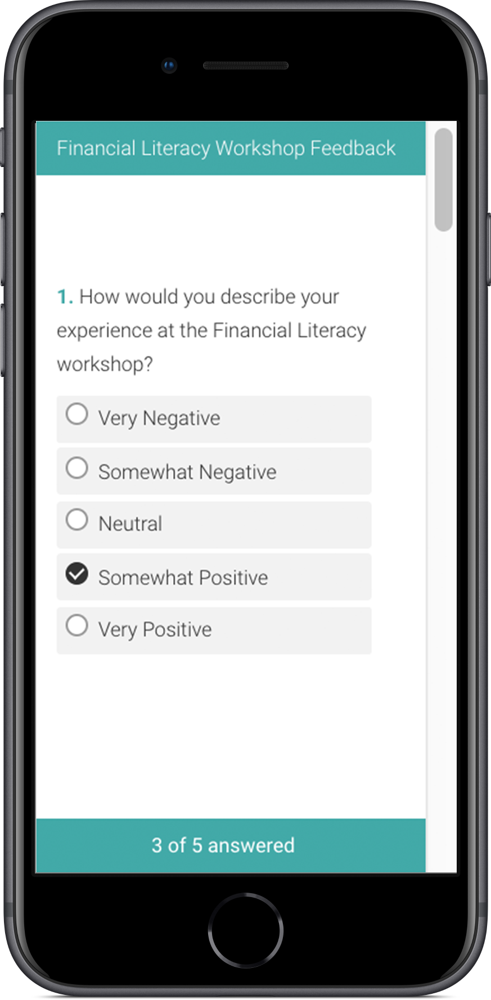 Financial Literacy Workshop Feedback
1. How would you describe your
experience at the Financial Literacy
workshop?
Very Negative
Somewhat Negative
Neutral
Somewhat Positive
Very Positive
3 of 5 answered